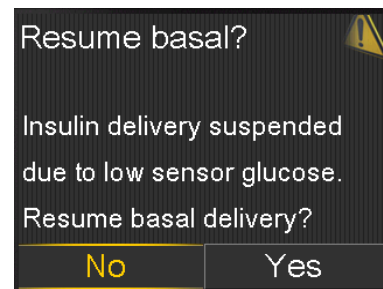 Resume basal?
Insulin delivery suspended
due to low sensor glucose.
Resume basal delivery?
No
Yes